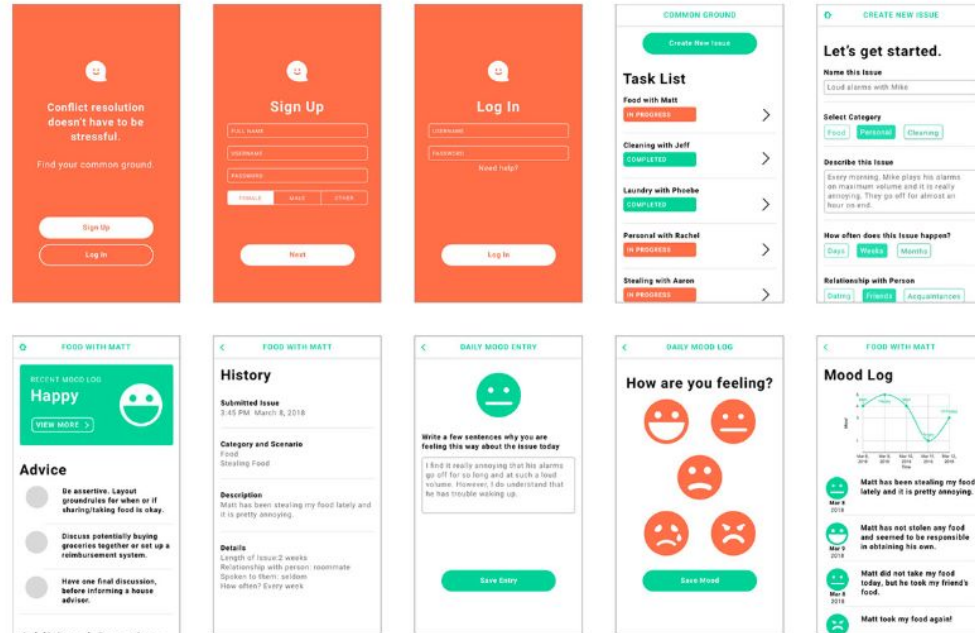 Conflict resolution
doesn't have to be
stressful.
Find your common ground.
Sign Up
Log In
Sign Up
FULL NAME
USERNAME
PASSWORD
FEMALE
MALE
OTHER
Next
Log In
USERNAME
PASSWORD
Need help?
Log In
COMMON GROUND
Create New Issue
Task List
Food with Matt
IN PROGRESS
Cleaning with Jeff
COMPLETED
Laundry with Phoebe
COMPLETED
Personal with Rachel
IN PROGRESS
Stealing with Aaron
IN PROGRESS
CREATE NEW ISSUE
Let's get started.
Name this Issue
Loud alarms with Mike
Select Category
Food
Personal
Cleaning
Describe this Issue
Every morning, Mike plays his alarms
on maximum volume and it is really
annoying. They go off for almost an
hour on end.
How often does this Issue happen?
Days
Weeks
Months
Relationship with Person
Dating
Friends
Acquaintances
FOOD WITH MATT
RECENT MOOD LOG
Happy
VIEW MORE >
Advice
Be assertive. Layout
groundrules for when or if
sharing/taking food is okay.
Discuss potentially buying
groceries together or set up a
reimbursement system.
Have one final discussion,
before informing a house
advisor.
FOOD WITH MATT
History
Submitted Issue
3:45 PM March 8, 2018
Category and Scenario
Food
Stealing Food
Description
Matt has been stealing my food lately and
it is pretty annoying.
Details
Length of Issue: 2 weeks
Relationship with person: roommate
Spoken to them: seldom
How often? Every week
DAILY MOOD ENTRY
Write a few sentences why you are
feeling this way about the issue today
I find it really annoying that his alarms
go off for so long and at such a loud
volume. However, I do understand that
he has trouble waking up.
Save Entry
DAILY MOOD LOG
How are you feeling?
Save Mood
FOOD WITH MATT
Mood Log
Mood
Time
Matt has been stealing my food
lately and it is pretty annoying.
Mar 8
2018
Matt has not stolen any food
and seemed to be responsible
in obtaining his own.
Mar 9
2018
Matt did not take my food
today, but he took my friend's
food.
2018
Matt took my food again!